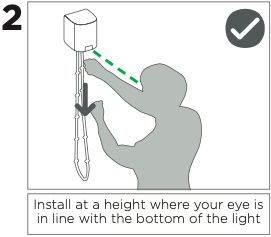 2
Install at a height where your eye is
in line with the bottom of the light